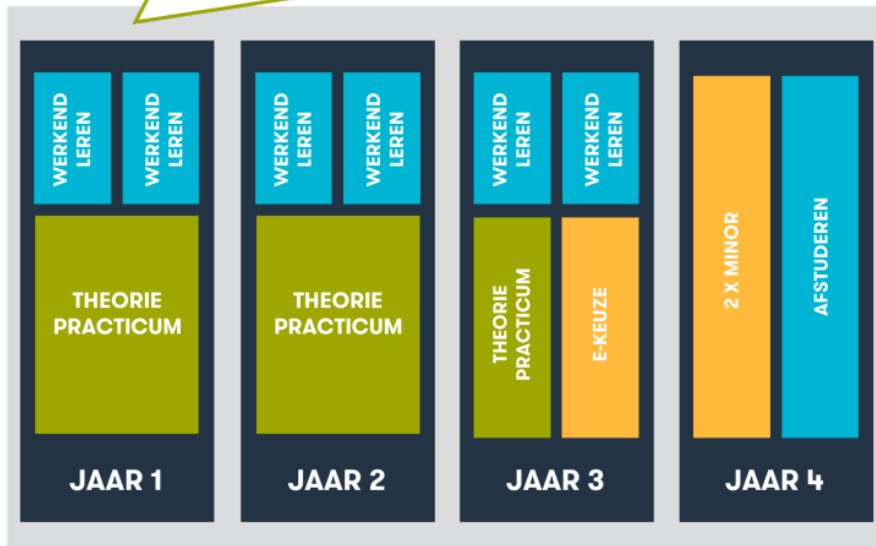 WERKEND
LEREN
WERKEND
LEREN
THEORIE
PRACTICUM
JAAR 1
WERKEND
LEREN
WERKEND
LEREN
THEORIE
PRACTICUM
JAAR 2
WERKEND
LEREN
WERKEND
LEREN
THEORIE
PRACTICUM
E-KEUZE
JAAR 3
2 X MINOR
AFSTUDEREN
JAAR 4